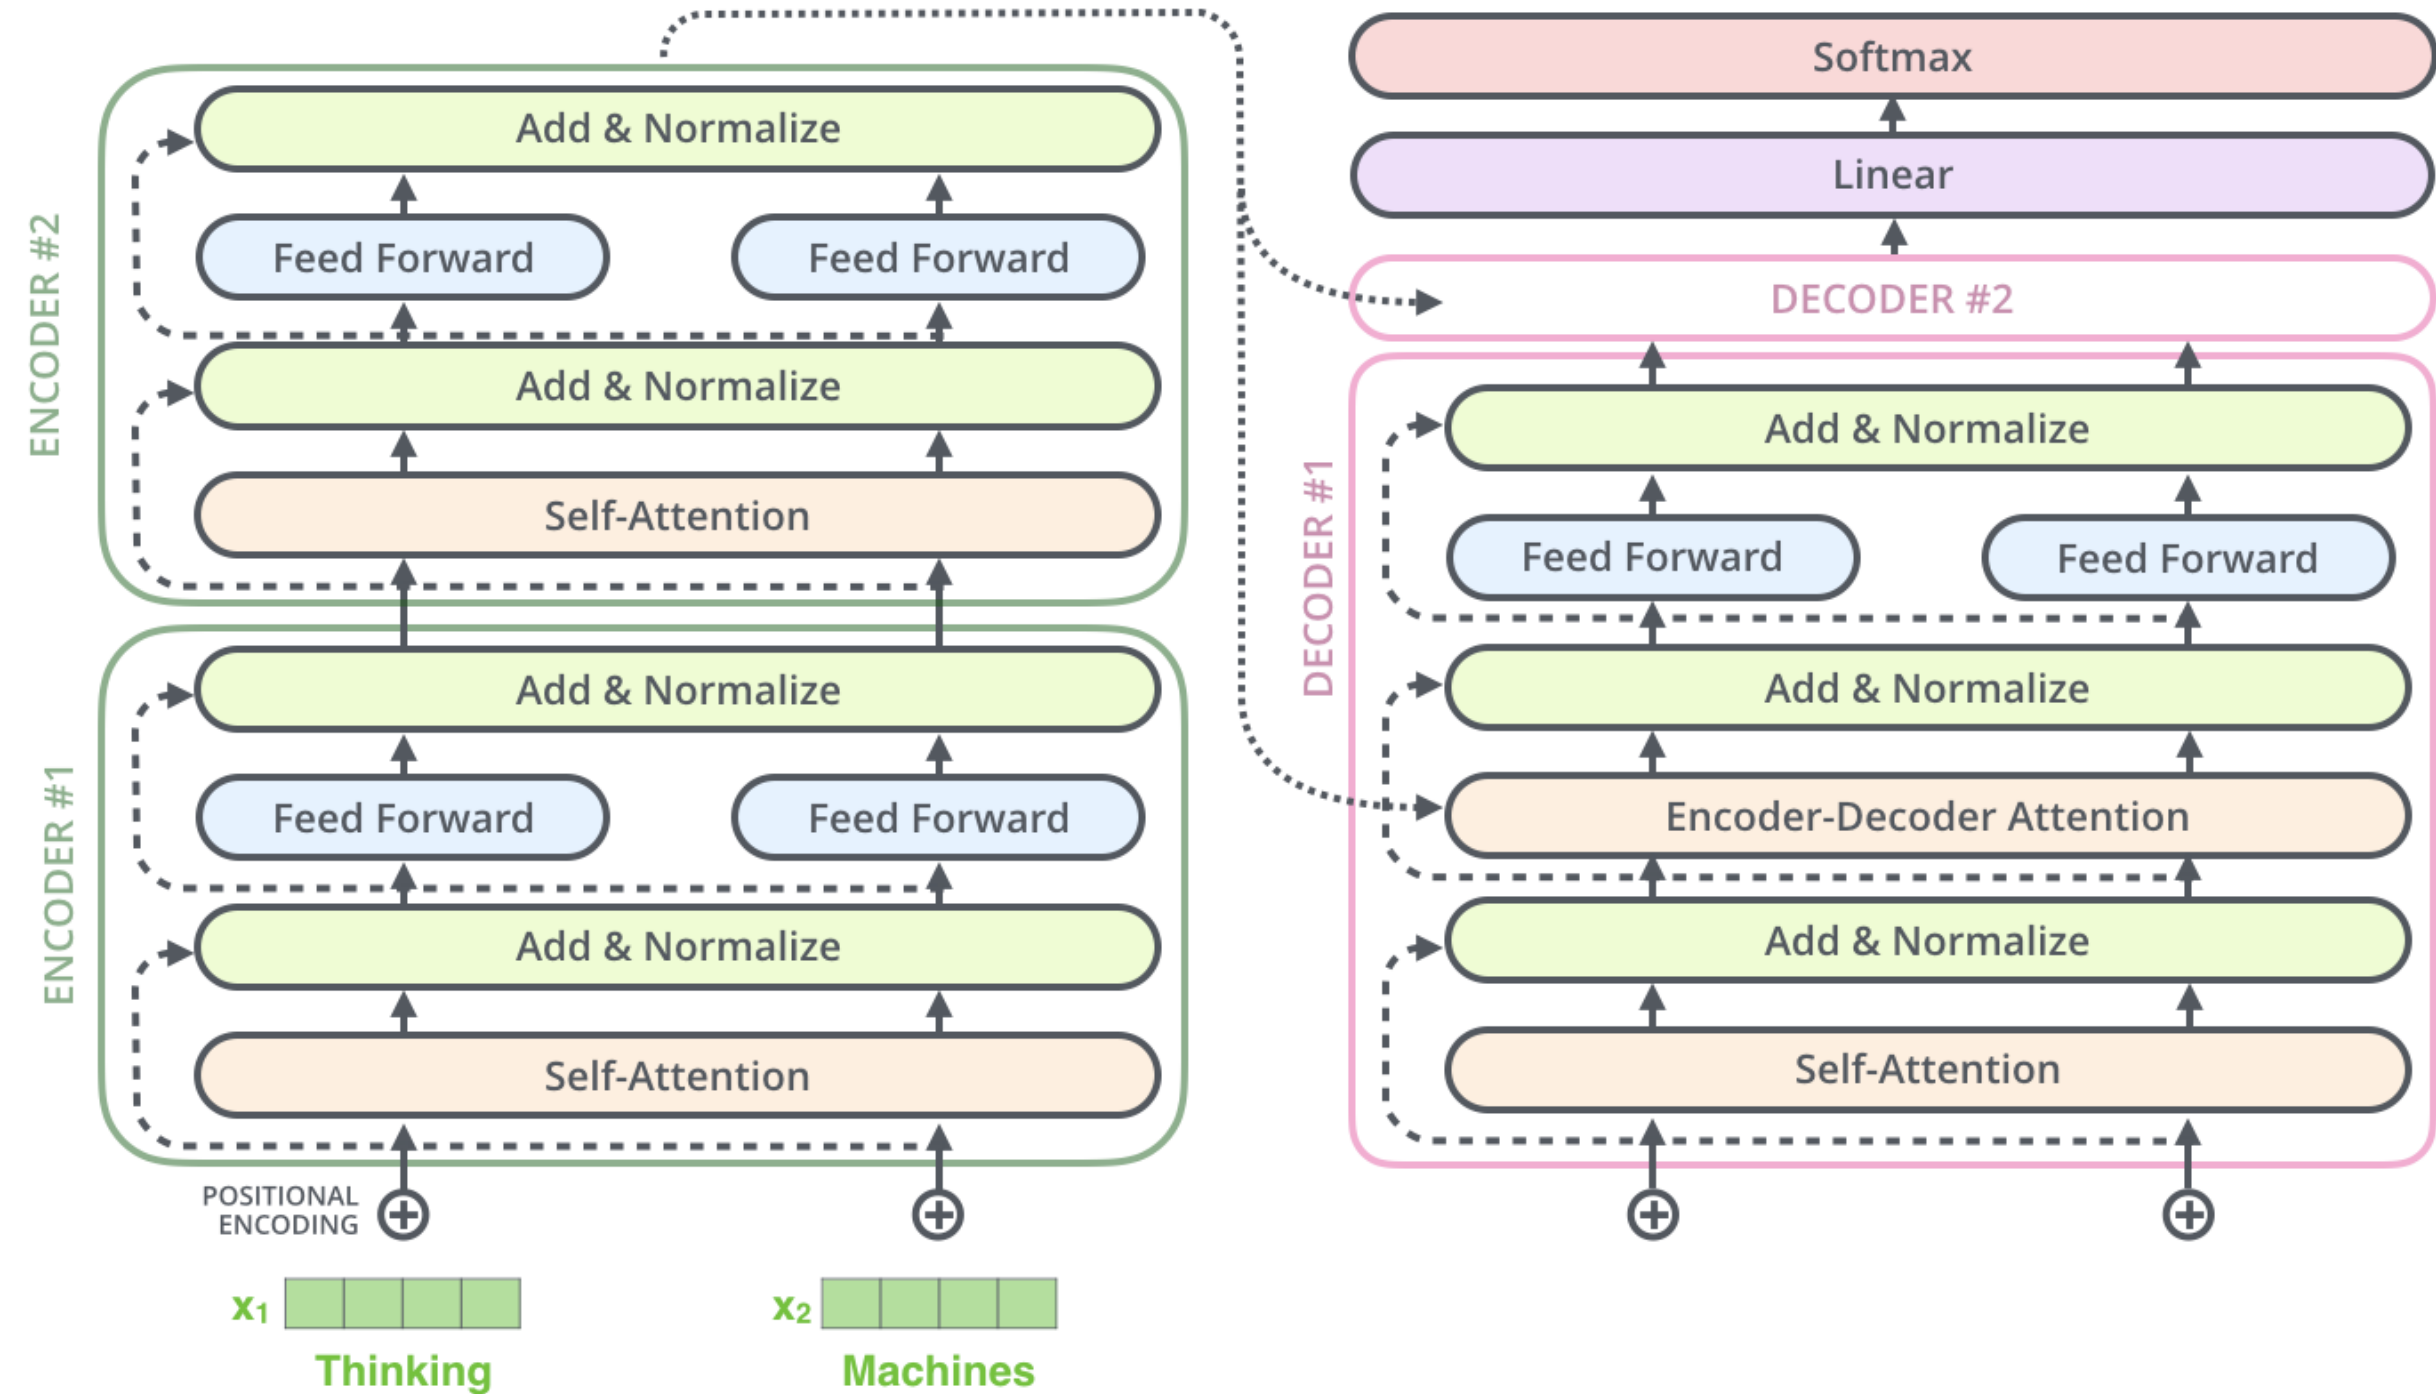 ENCODER #2
Add & Normalize
Feed Forward
Feed Forward
Add & Normalize
Self-Attention
ENCODER #1
Add & Normalize
Feed Forward
Feed Forward
Add & Normalize
Self-Attention
POSITIONAL
ENCODING
x₁
x₂
Thinking
Machines
Softmax
Linear
DECODER #2
DECODER #1
Add & Normalize
Feed Forward
Feed Forward
Add & Normalize
Encoder-Decoder Attention
Add & Normalize
Self-Attention